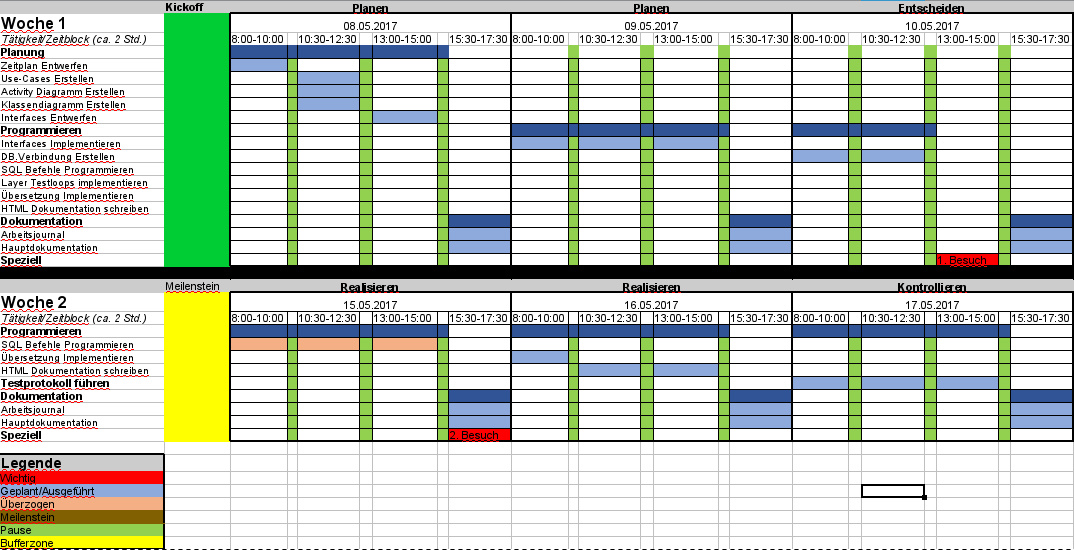 Kickoff Planen Planen Entscheiden
Woche 1 08.05.2017 09.05.2017 10.05.2017
Tätigkeit/Zeitblock (ca. 2 Std.) 8:00-10:00 10:30-12:30 13:00-15:00 15:30-17:30 8:00-10:00 10:30-12:30 13:00-15:00 15:30-17:30 8:00-10:00 10:30-12:30 13:00-15:00 15:30-17:30
Planung
Zeitplan Entwerfen
Use-Cases Erstellen
Activity Diagramm Erstellen
Klassendiagramm Erstellen
Interfaces Entwerfen
Programmieren
Interfaces Implementieren
DB.Verbindung Erstellen
SQL Befehle Programmieren
Layer Testloops implementieren
Übersetzung Implementieren
HTML Dokumentation schreiben
Dokumentation
Arbeitsjournal
Hauptdokumentation
Speziell 1. Besuch
Meilenstein Realisieren Realisieren Kontrollieren
Woche 2 15.05.2017 16.05.2017 17.05.2017
Tätigkeit/Zeitblock (ca. 2 Std.) 8:00-10:00 10:30-12:30 13:00-15:00 15:30-17:30 8:00-10:00 10:30-12:30 13:00-15:00 15:30-17:30 8:00-10:00 10:30-12:30 13:00-15:00 15:30-17:30
Programmieren
SQL Befehle Programmieren
Übersetzung Implementieren
HTML Dokumentation schreiben
Testprotokoll führen
Dokumentation
Arbeitsjournal
Hauptdokumentation
Speziell 2. Besuch
Legende
Wichtig
Geplant/Ausgeführt
Überzogen
Meilenstein
Pause
Bufferzone